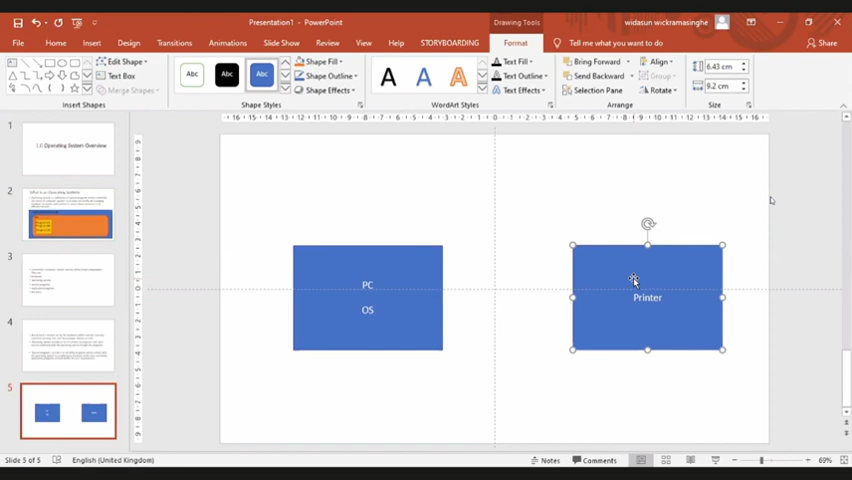 Presentation1 - PowerPoint
Drawing Tools
widasun wickramasinghe
File Home Insert Design Transitions Animations Slide Show Review View Help STORYBOARDING Format Tell me what you want to do Share
Edit Shape
Text Box
Merge Shapes
Insert Shapes
Abc Abc Abc
Shape Fill
Shape Outline
Shape Effects
Shape Styles
A A A
Text Fill
Text Outline
Text Effects
WordArt Styles
Bring Forward
Send Backward
Selection Pane
Align
Group
Rotate
Arrange
6.43 cm
9.2 cm
Size
1
1.0 Operating System Overview
2
What is an Operating System
3
4
5
PC
OS
Printer
Slide 5 of 5 English (United Kingdom) Notes Comments 69%